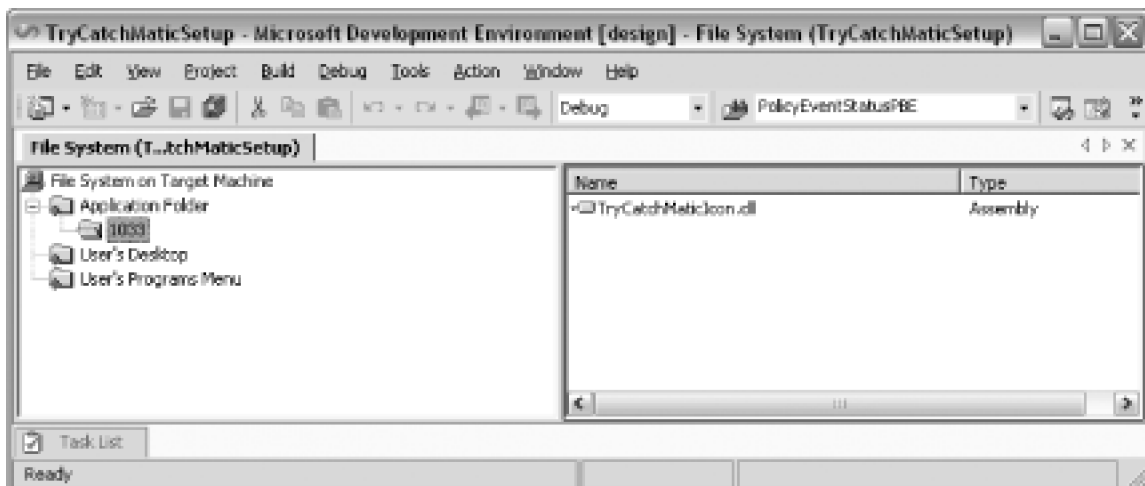 TryCatchMaticSetup - Microsoft Development Environment [design] - File System (TryCatchMaticSetup)
File Edit View Project Build Debug Tools Action Window Help
Debug PolicyEventStatusPBE
File System (T...tchMaticSetup)
File System on Target Machine
Application Folder
1033
User's Desktop
User's Programs Menu
Name Type
TryCatchMaticIcon.dll Assembly
Task List
Ready